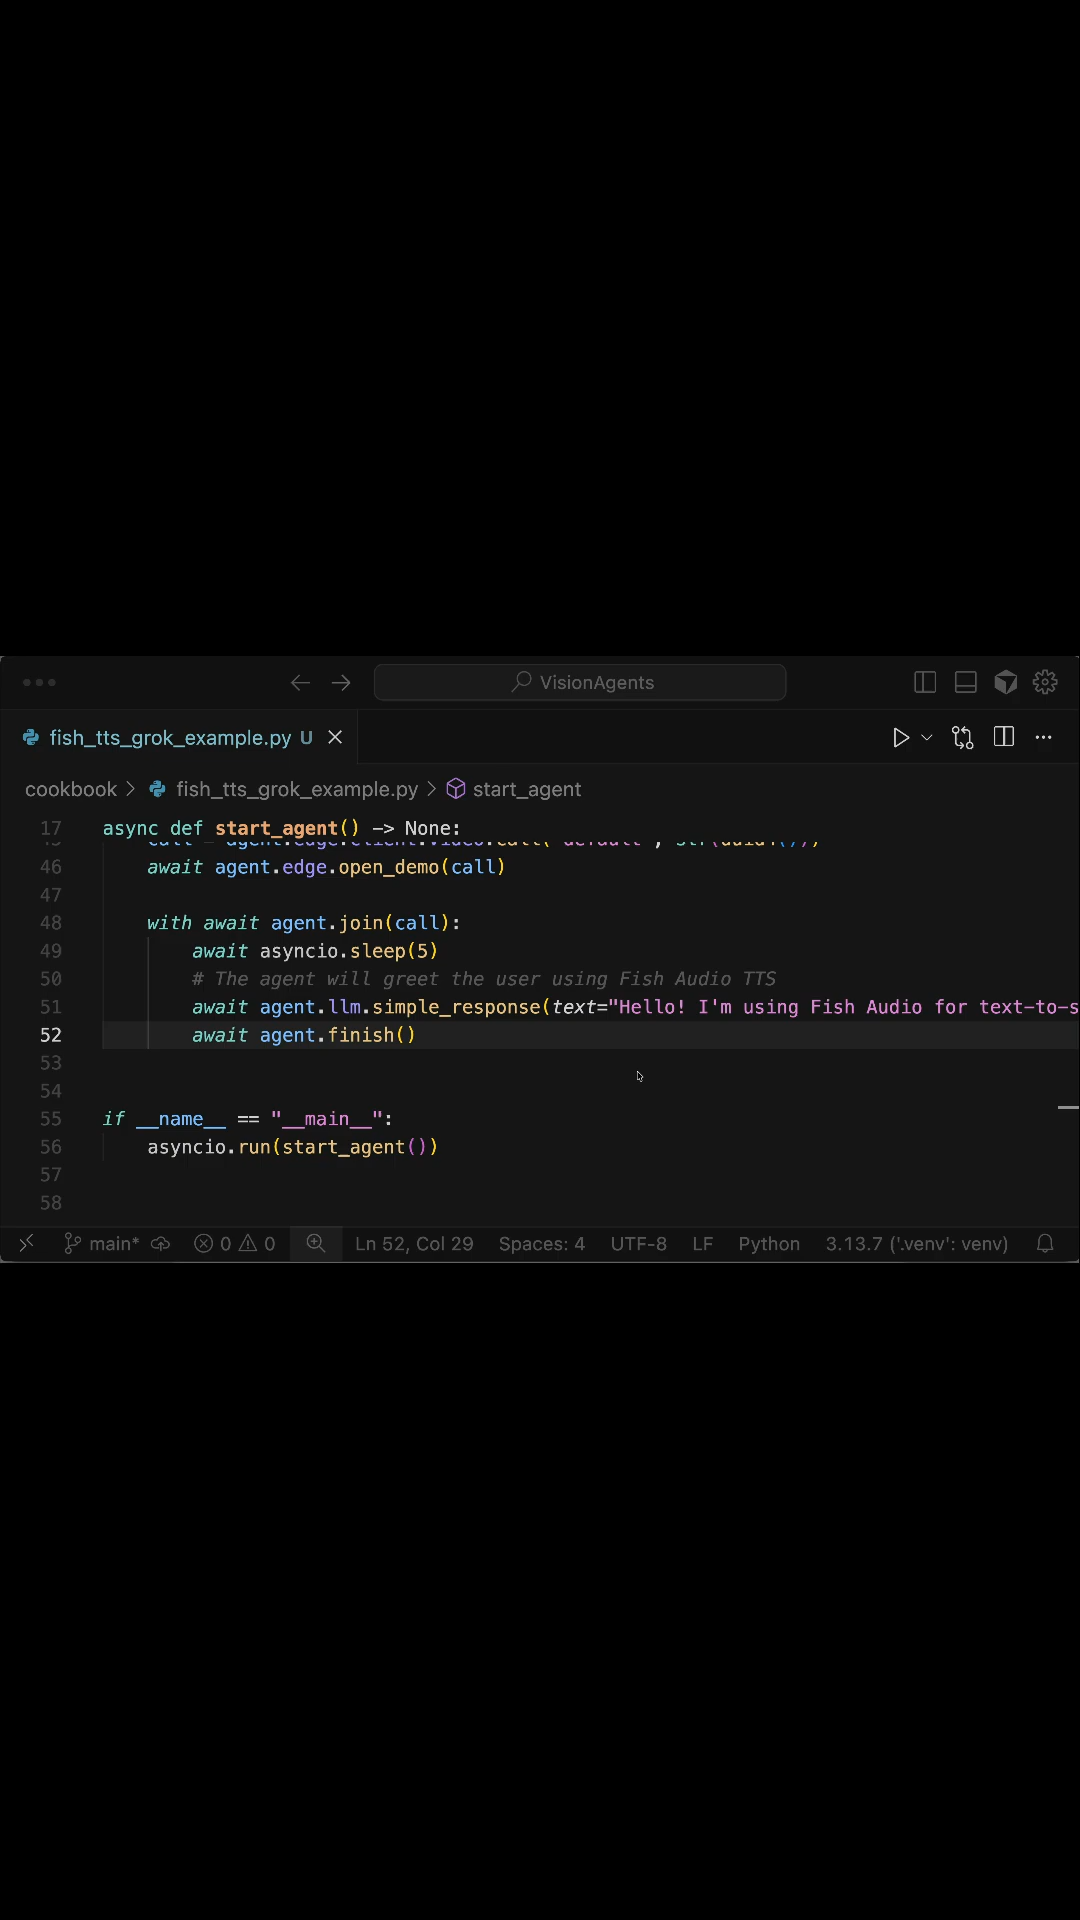 VisionAgents
fish_tts_grok_example.py U
cookbook > fish_tts_grok_example.py > start_agent
17 async def start_agent() -> None:
46 await agent.edge.open_demo(call)
47
48 with await agent.join(call):
49 await asyncio.sleep(5)
50 # The agent will greet the user using Fish Audio TTS
51 await agent.llm.simple_response(text="Hello! I'm using Fish Audio for text-to-s
52 await agent.finish()
53
54
55 if __name__ == "__main__":
56 asyncio.run(start_agent())
57
58
main* 0 0 Ln 52, Col 29 Spaces: 4 UTF-8 LF Python 3.13.7 ('.venv': venv)